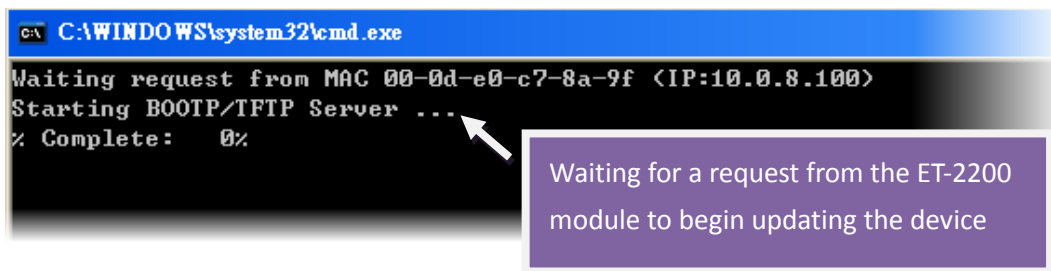 C:\WINDOWS\system32\cmd.exe
Waiting request from MAC 00-0d-e0-c7-8a-9f (IP:10.0.8.100)
Starting BOOTP/TFTP Server ...
% Complete:   0%
Waiting for a request from the ET-2200
module to begin updating the device